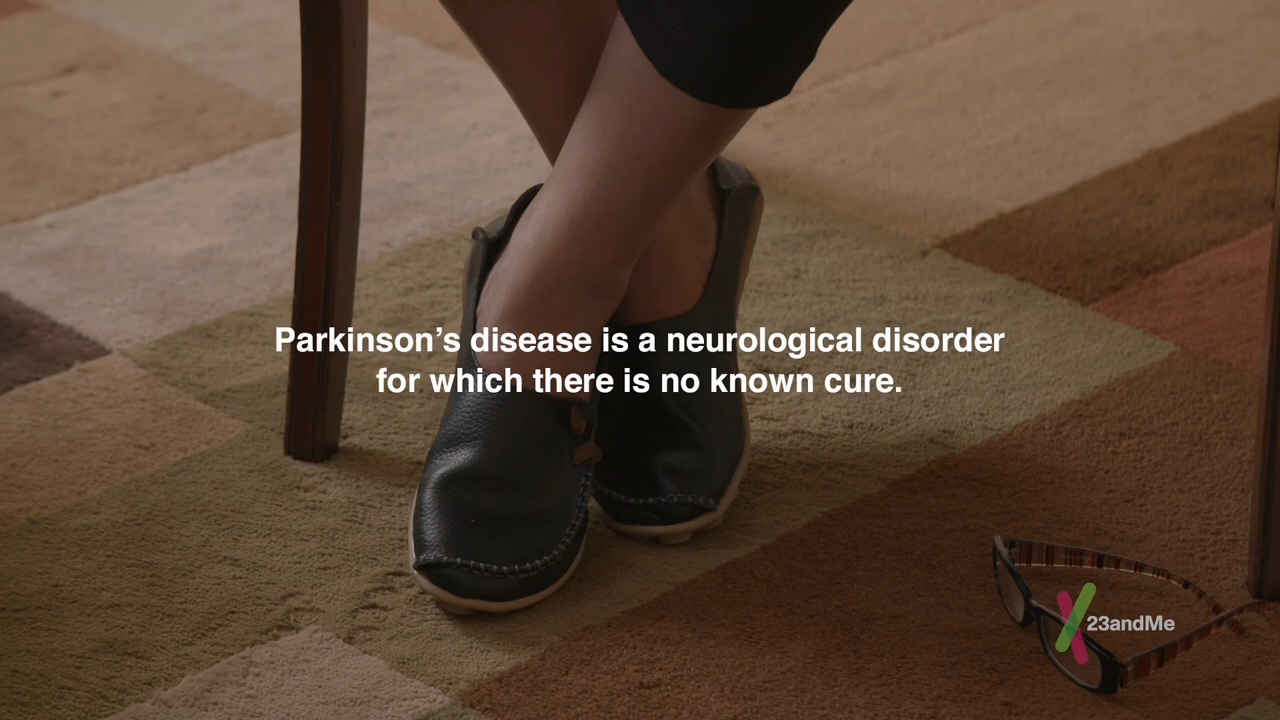 Parkinson’s disease is a neurological disorder
for which there is no known cure.
23andMe